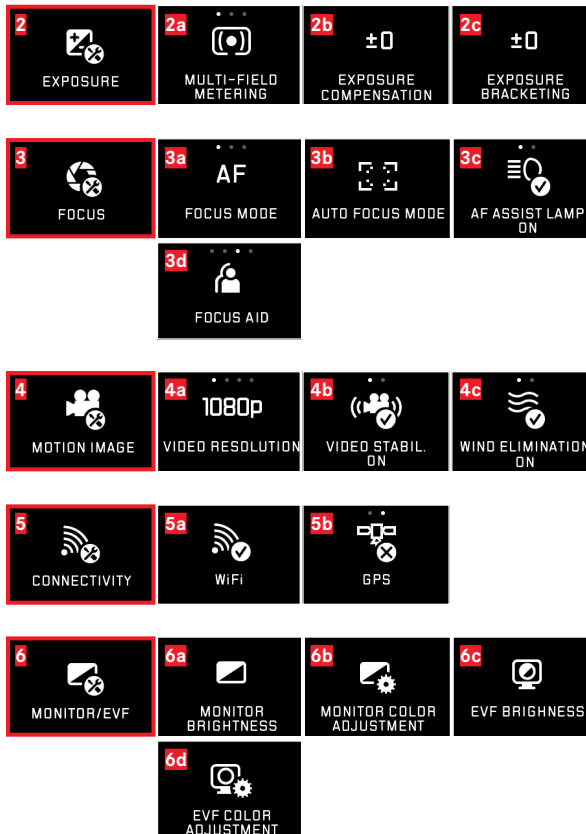 2
EXPOSURE
2a
MULTI-FIELD
METERING
2b
±0
EXPOSURE
COMPENSATION
2c
±0
EXPOSURE
BRACKETING
3
FOCUS
3a
AF
FOCUS MODE
3b
AUTO FOCUS MODE
3c
AF ASSIST LAMP
ON
3d
FOCUS AID
4
MOTION IMAGE
4a
1080p
VIDEO RESOLUTION
4b
VIDEO STABIL.
ON
4c
WIND ELIMINATION
ON
5
CONNECTIVITY
5a
WiFi
5b
GPS
6
MONITOR/EVF
6a
MONITOR
BRIGHTNESS
6b
MONITOR COLOR
ADJUSTMENT
6c
EVF BRIGHNESS
6d
EVF COLOR
ADJUSTMENT